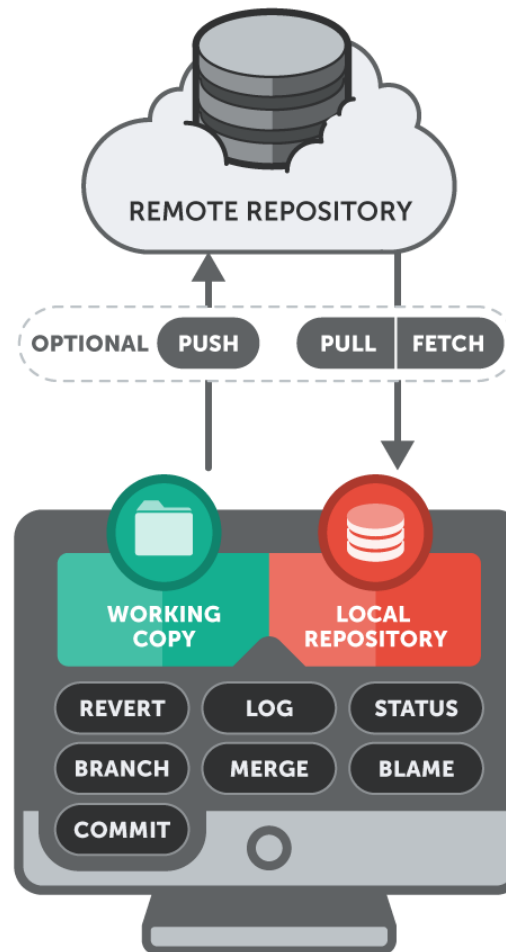 REMOTE REPOSITORY
OPTIONAL PUSH PULL FETCH
WORKING
COPY
LOCAL
REPOSITORY
REVERT LOG STATUS
BRANCH MERGE BLAME
COMMIT